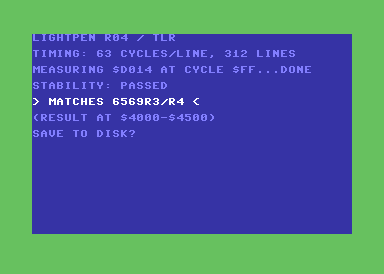 LIGHTPEN R04 / TLR
TIMING: 63 CYCLES/LINE, 312 LINES
MEASURING $D014 AT CYCLE $FF...DONE
STABILITY: PASSED
> MATCHES 6569R3/R4 <
(RESULT AT $4000-$4500)
SAVE TO DISK?